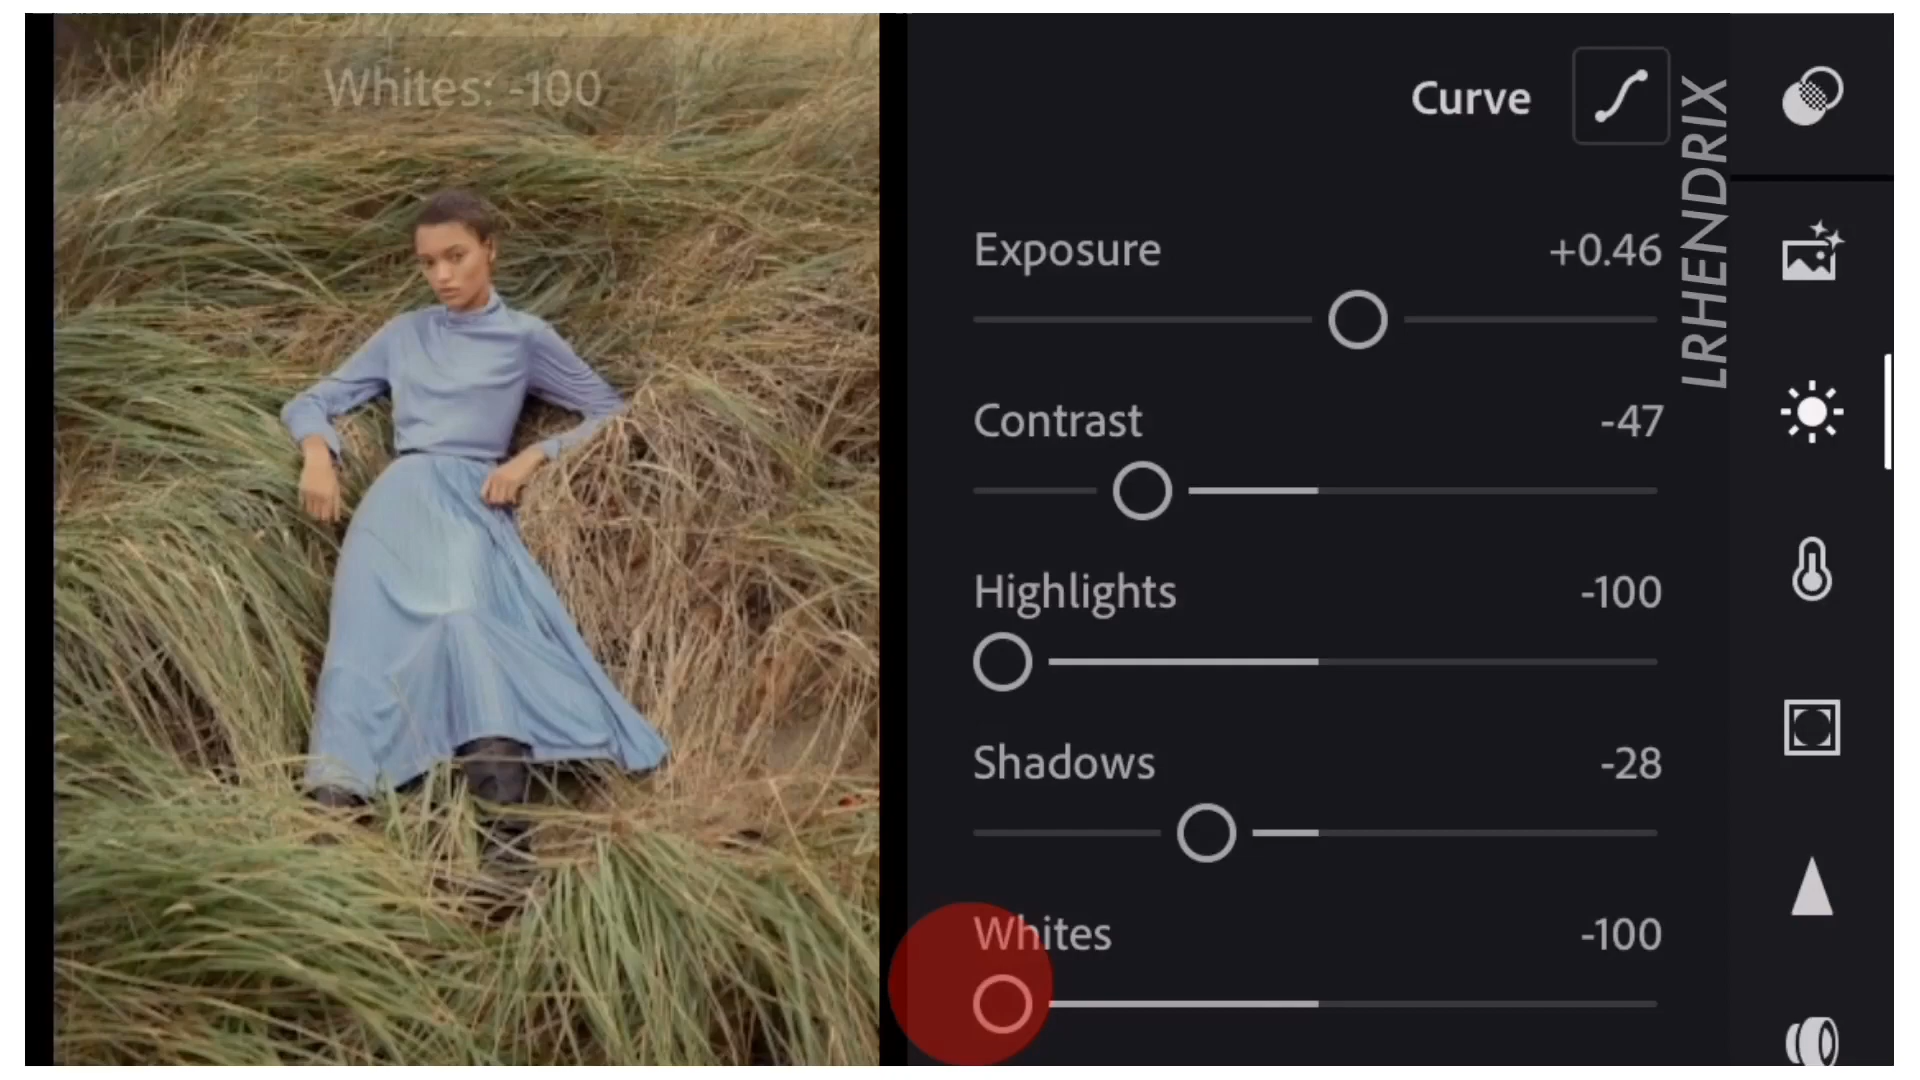 Whites: -100
Curve
LRHENDRIX
Exposure +0.46
Contrast -47
Highlights -100
Shadows -28
Whites -100